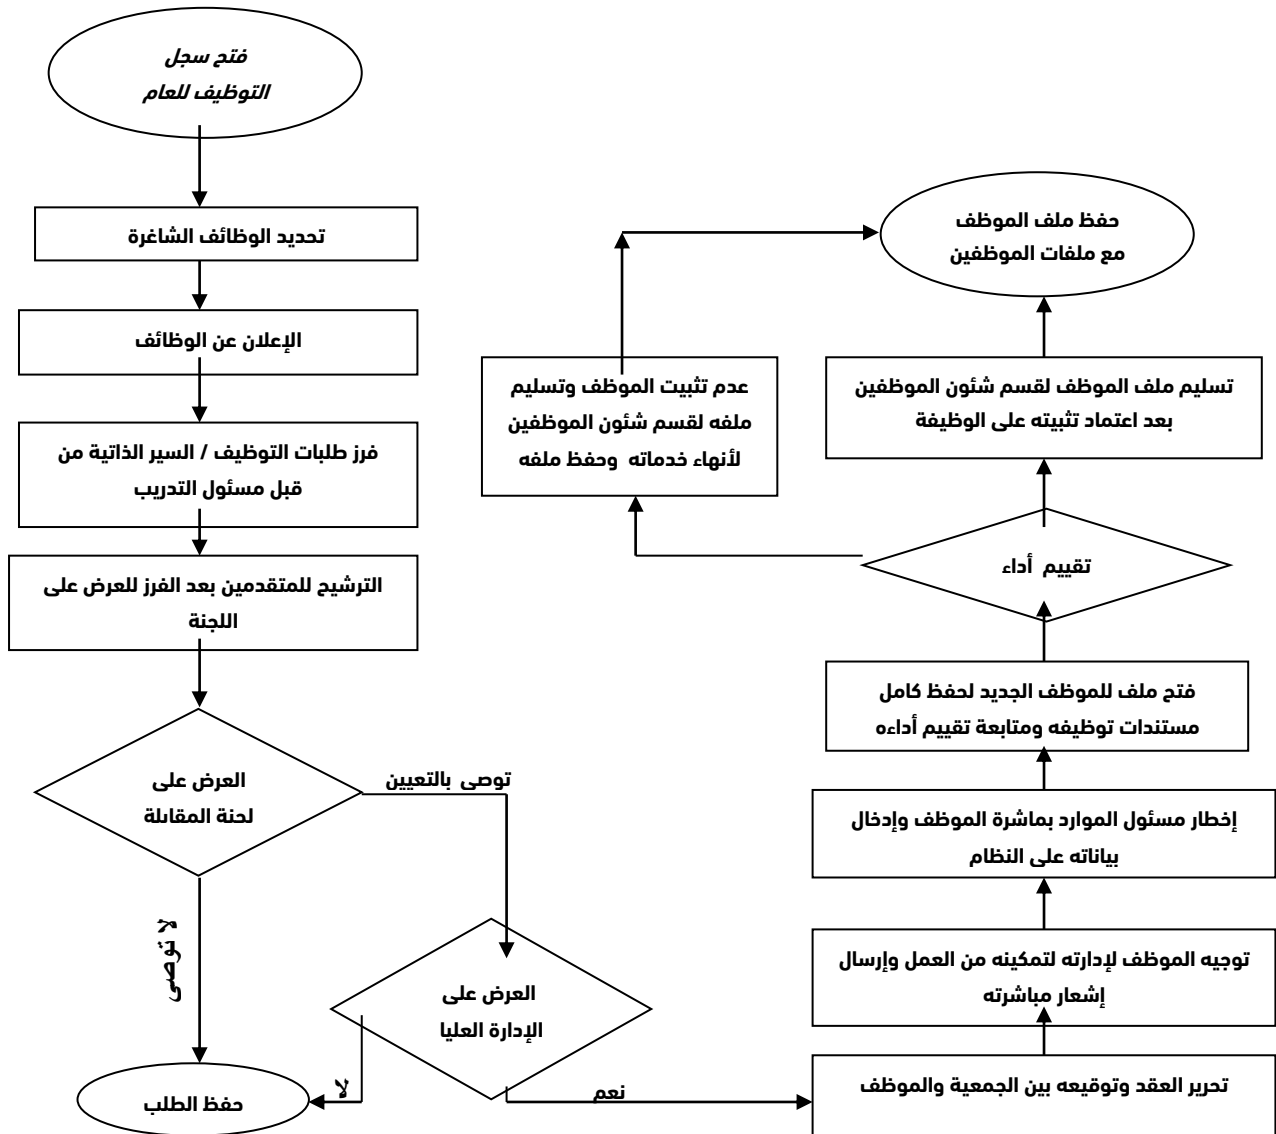 فتح سجل
التوظيف للعام
تحديد الوظائف الشاغرة
الإعلان عن الوظائف
فرز طلبات التوظيف / السير الذاتية من
قبل مسئول التدريب
الترشيح للمتقدمين بعد الفرز للعرض على
اللجنة
العرض على
لجنة المقابلة
توصى بالتعيين
لا توصى
العرض على
الإدارة العليا
لا
حفظ الطلب
نعم
تحرير العقد وتوقيعه بين الجمعية والموظف
توجيه الموظف لإدارته لتمكينه من العمل وإرسال
إشعار مباشرته
إخطار مسئول الموارد بماشرة الموظف وإدخال
بياناته على النظام
فتح ملف للموظف الجديد لحفظ كامل
مستندات توظيفه ومتابعة تقييم أداءه
تقييم أداء
تسليم ملف الموظف لقسم شئون الموظفين
بعد اعتماد تثبيته على الوظيفة
عدم تثبيت الموظف وتسليم
ملفه لقسم شئون الموظفين
لأنهاء خدماته وحفظ ملفه
حفظ ملف الموظف
مع ملفات الموظفين